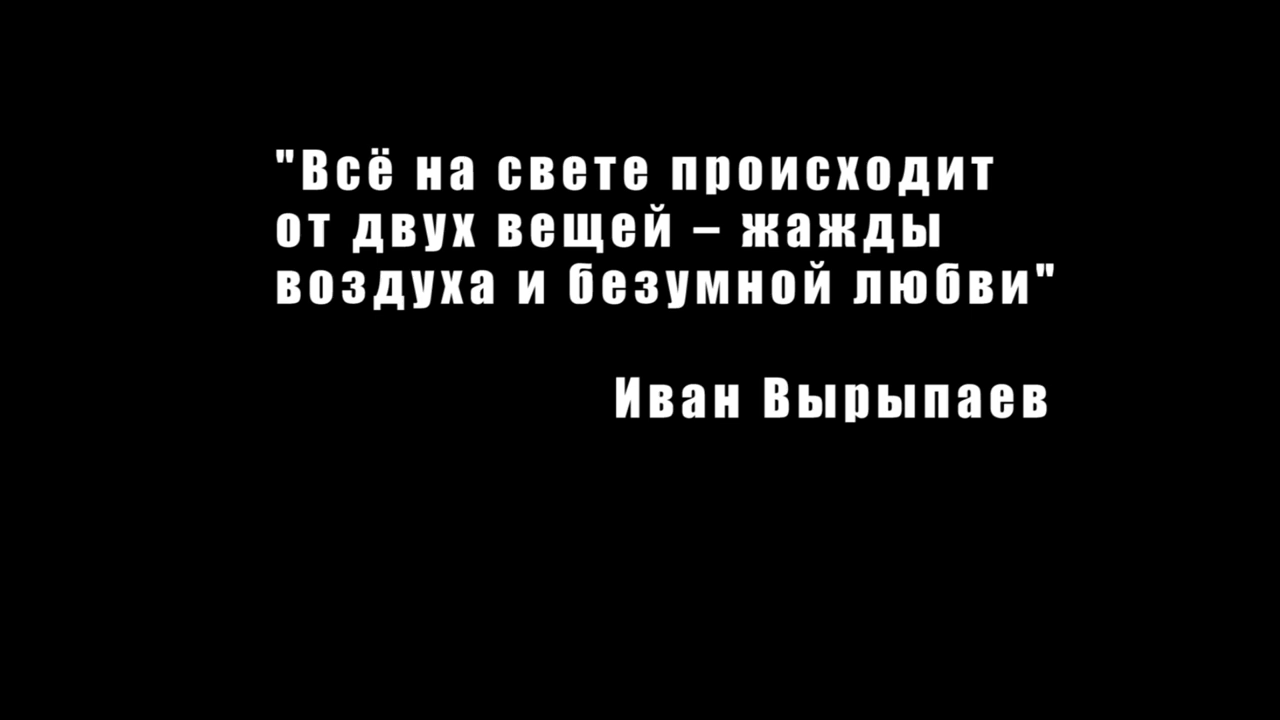 "Всё на свете происходит
от двух вещей – жажды
воздуха и безумной любви"
Иван Вырыпаев